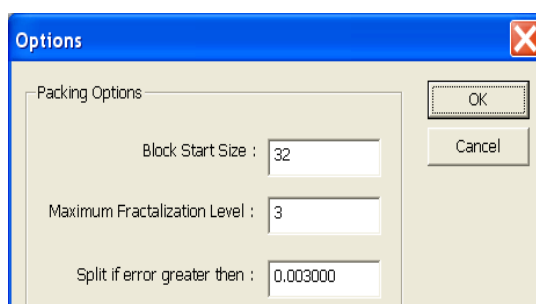 Options
Packing Options
OK
Block Start Size : 32
Cancel
Maximum Fractalization Level : 3
Split if error greater then : 0.003000